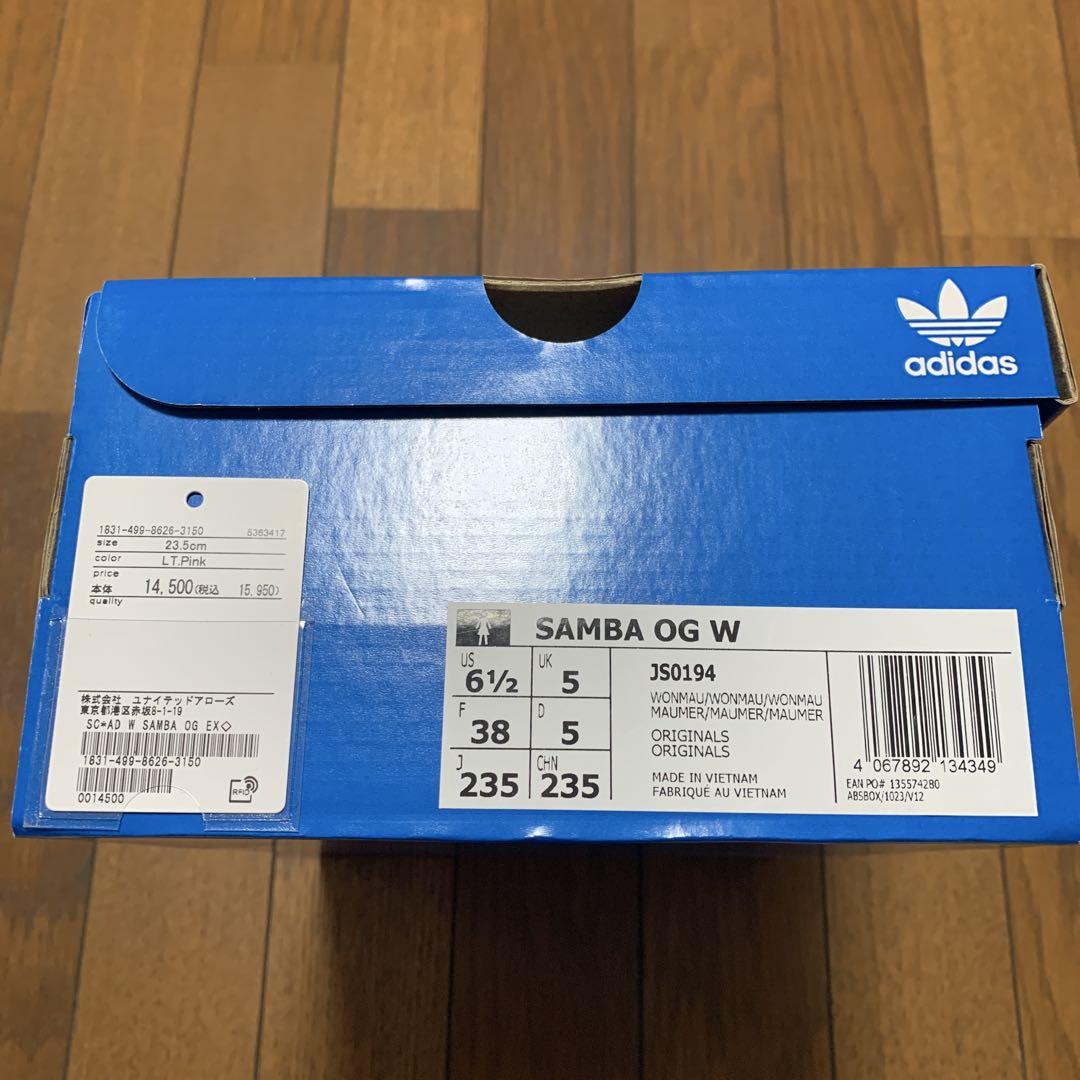 adidas
1831-499-8626-3150 5363417
size 23.5cm
color LT.Pink
price
本体 14,500(税込 15,950)
quality
株式会社 ユナイテッドアローズ
東京都港区赤坂8-1-19
SC*AD W SAMBA OG EX◇
1831-499-8626-3150
0014500
RFID
SAMBA OG W
US 6½ UK 5
F 38 D 5
J 235 CHN 235
JS0194
WONMAU/WONMAU/WONMAU
MAUMER/MAUMER/MAUMER
ORIGINALS
ORIGINALS
MADE IN VIETNAM
FABRIQUÉ AU VIETNAM
4 067892 134349
EAN PO# 135574280
ABSBOX/1023/V12